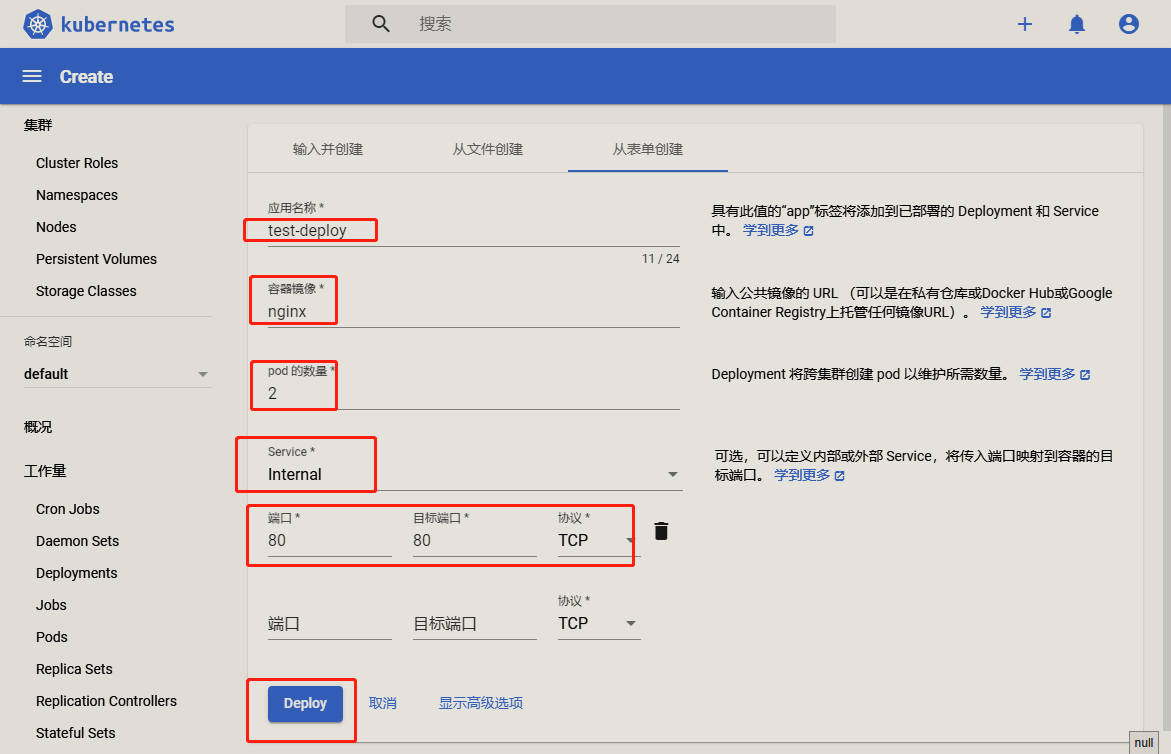 kubernetes
搜索
Create
集群
Cluster Roles
Namespaces
Nodes
Persistent Volumes
Storage Classes
命名空间
default
概况
工作量
Cron Jobs
Daemon Sets
Deployments
Jobs
Pods
Replica Sets
Replication Controllers
Stateful Sets
输入并创建
从文件创建
从表单创建
应用名称 *
test-deploy
11 / 24
具有此值的“app”标签将添加到已部署的 Deployment 和 Service
中。 学到更多
容器镜像 *
nginx
输入公共镜像的 URL （可以是在私有仓库或Docker Hub或Google
Container Registry上托管任何镜像URL）。 学到更多
pod 的数量 *
2
Deployment 将跨集群创建 pod 以维护所需数量。 学到更多
Service *
Internal
可选，可以定义内部或外部 Service，将传入端口映射到容器的目
标端口。 学到更多
端口 *
80
目标端口 *
80
协议 *
TCP
端口
目标端口
协议 *
TCP
Deploy
取消
显示高级选项
null